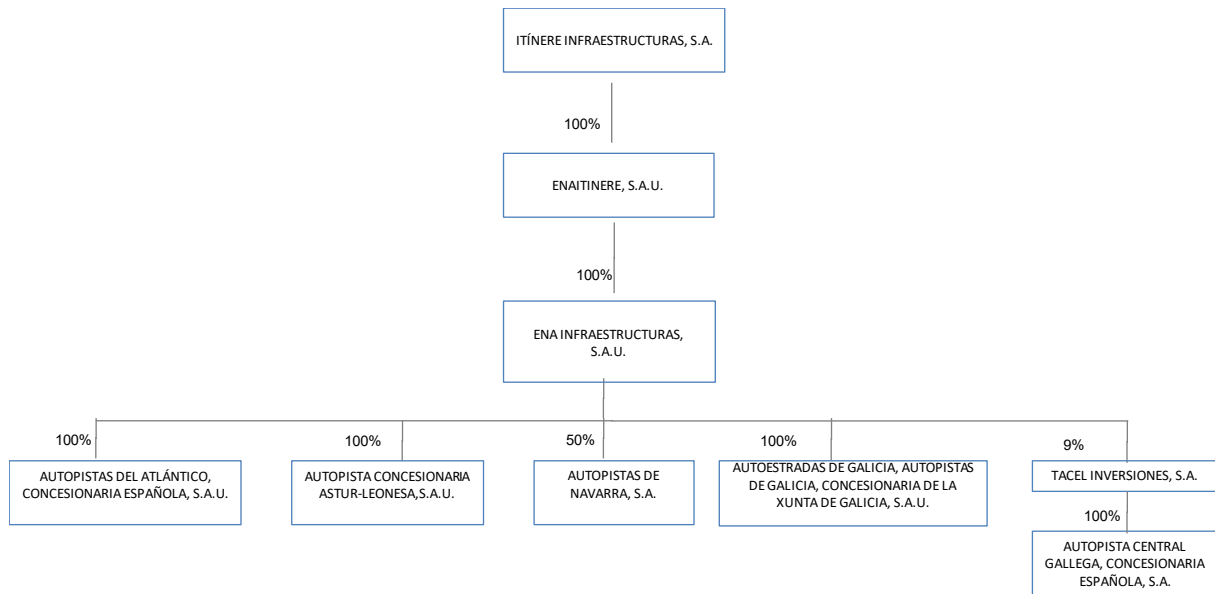 ITÍNERE INFRAESTRUCTURAS, S.A.
100%
ENAITINERE, S.A.U.
100%
ENA INFRAESTRUCTURAS,
S.A.U.
100%
100%
50%
100%
9%
AUTOPISTAS DEL ATLÁNTICO,
CONCESIONARIA ESPAÑOLA, S.A.U.
AUTOPISTA CONCESIONARIA
ASTUR-LEONESA,S.A.U.
AUTOPISTAS DE
NAVARRA, S.A.
AUTOESTRADAS DE GALICIA, AUTOPISTAS
DE GALICIA, CONCESIONARIA DE LA
XUNTA DE GALICIA, S.A.U.
TACEL INVERSIONES, S.A.
100%
AUTOPISTA CENTRAL
GALLEGA, CONCESIONARIA
ESPAÑOLA, S.A.